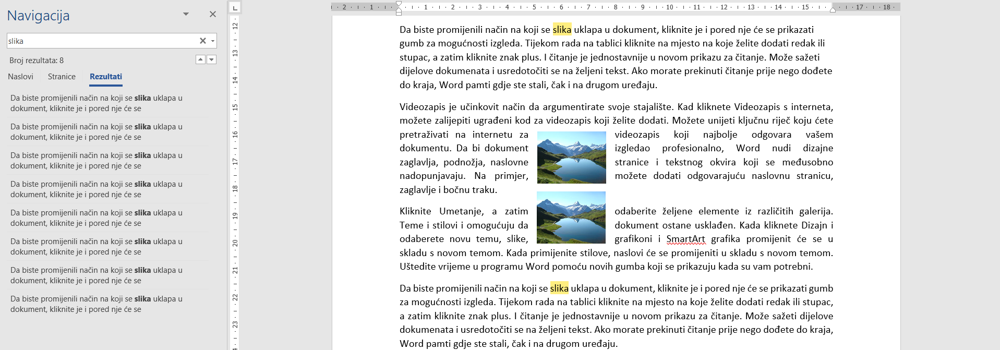 Navigacija
slika
Broj rezultata: 8
Naslovi Stranice Rezultati
Da biste promijenili način na koji se slika uklapa u
dokument, kliknite je i pored nje će se
Da biste promijenili način na koji se slika uklapa u
dokument, kliknite je i pored nje će se
Da biste promijenili način na koji se slika uklapa u
dokument, kliknite je i pored nje će se
Da biste promijenili način na koji se slika uklapa u
dokument, kliknite je i pored nje će se
Da biste promijenili način na koji se slika uklapa u
dokument, kliknite je i pored nje će se
Da biste promijenili način na koji se slika uklapa u
dokument, kliknite je i pored nje će se
Da biste promijenili način na koji se slika uklapa u
dokument, kliknite je i pored nje će se
Da biste promijenili način na koji se slika uklapa u
dokument, kliknite je i pored nje će se
2 1 1 2 3 4 5 6 7 8 9 10 11 12 13 14 15 17 18
12
13
14
15
16
17
18
19
20
21
22
23
Da biste promijenili način na koji se slika uklapa u dokument, kliknite je i pored nje će se prikazati
gumb za mogućnosti izgleda. Tijekom rada na tablici kliknite na mjesto na koje želite dodati redak ili
stupac, a zatim kliknite znak plus. I čitanje je jednostavnije u novom prikazu za čitanje. Može sažeti
dijelove dokumenata i usredotočiti se na željeni tekst. Ako morate prekinuti čitanje prije nego dođete
do kraja, Word pamti gdje ste stali, čak i na drugom uređaju.
Videozapis je učinkovit način da argumentirate svoje stajalište. Kad kliknete Videozapis s interneta,
možete zalijepiti ugrađeni kod za videozapis koji želite dodati. Možete unijeti ključnu riječ koju ćete
pretraživati na internetu za videozapis koji najbolje odgovara vašem
dokumentu. Da bi dokument izgledao profesionalno, Word nudi dizajne
zaglavlja, podnožja, naslovne stranice i tekstnog okvira koji se međusobno
nadopunjavaju. Na primjer, možete dodati odgovarajuću naslovnu stranicu,
zaglavlje i bočnu traku.
Kliknite Umetanje, a zatim odaberite željene elemente iz različitih galerija.
Teme i stilovi i omogućuju da dokument ostane usklađen. Kada kliknete Dizajn i
odaberete novu temu, slike, grafikoni i SmartArt grafika promijenit će se u
skladu s novom temom. Kada primijenite stilove, naslovi će se promijeniti u skladu s novom temom.
Uštedite vrijeme u programu Word pomoću novih gumba koji se prikazuju kada su vam potrebni.
Da biste promijenili način na koji se slika uklapa u dokument, kliknite je i pored nje će se prikazati gumb
za mogućnosti izgleda. Tijekom rada na tablici kliknite na mjesto na koje želite dodati redak ili stupac,
a zatim kliknite znak plus. I čitanje je jednostavnije u novom prikazu za čitanje. Može sažeti dijelove
dokumenata i usredotočiti se na željeni tekst. Ako morate prekinuti čitanje prije nego dođete do kraja,
Word pamti gdje ste stali, čak i na drugom uređaju.